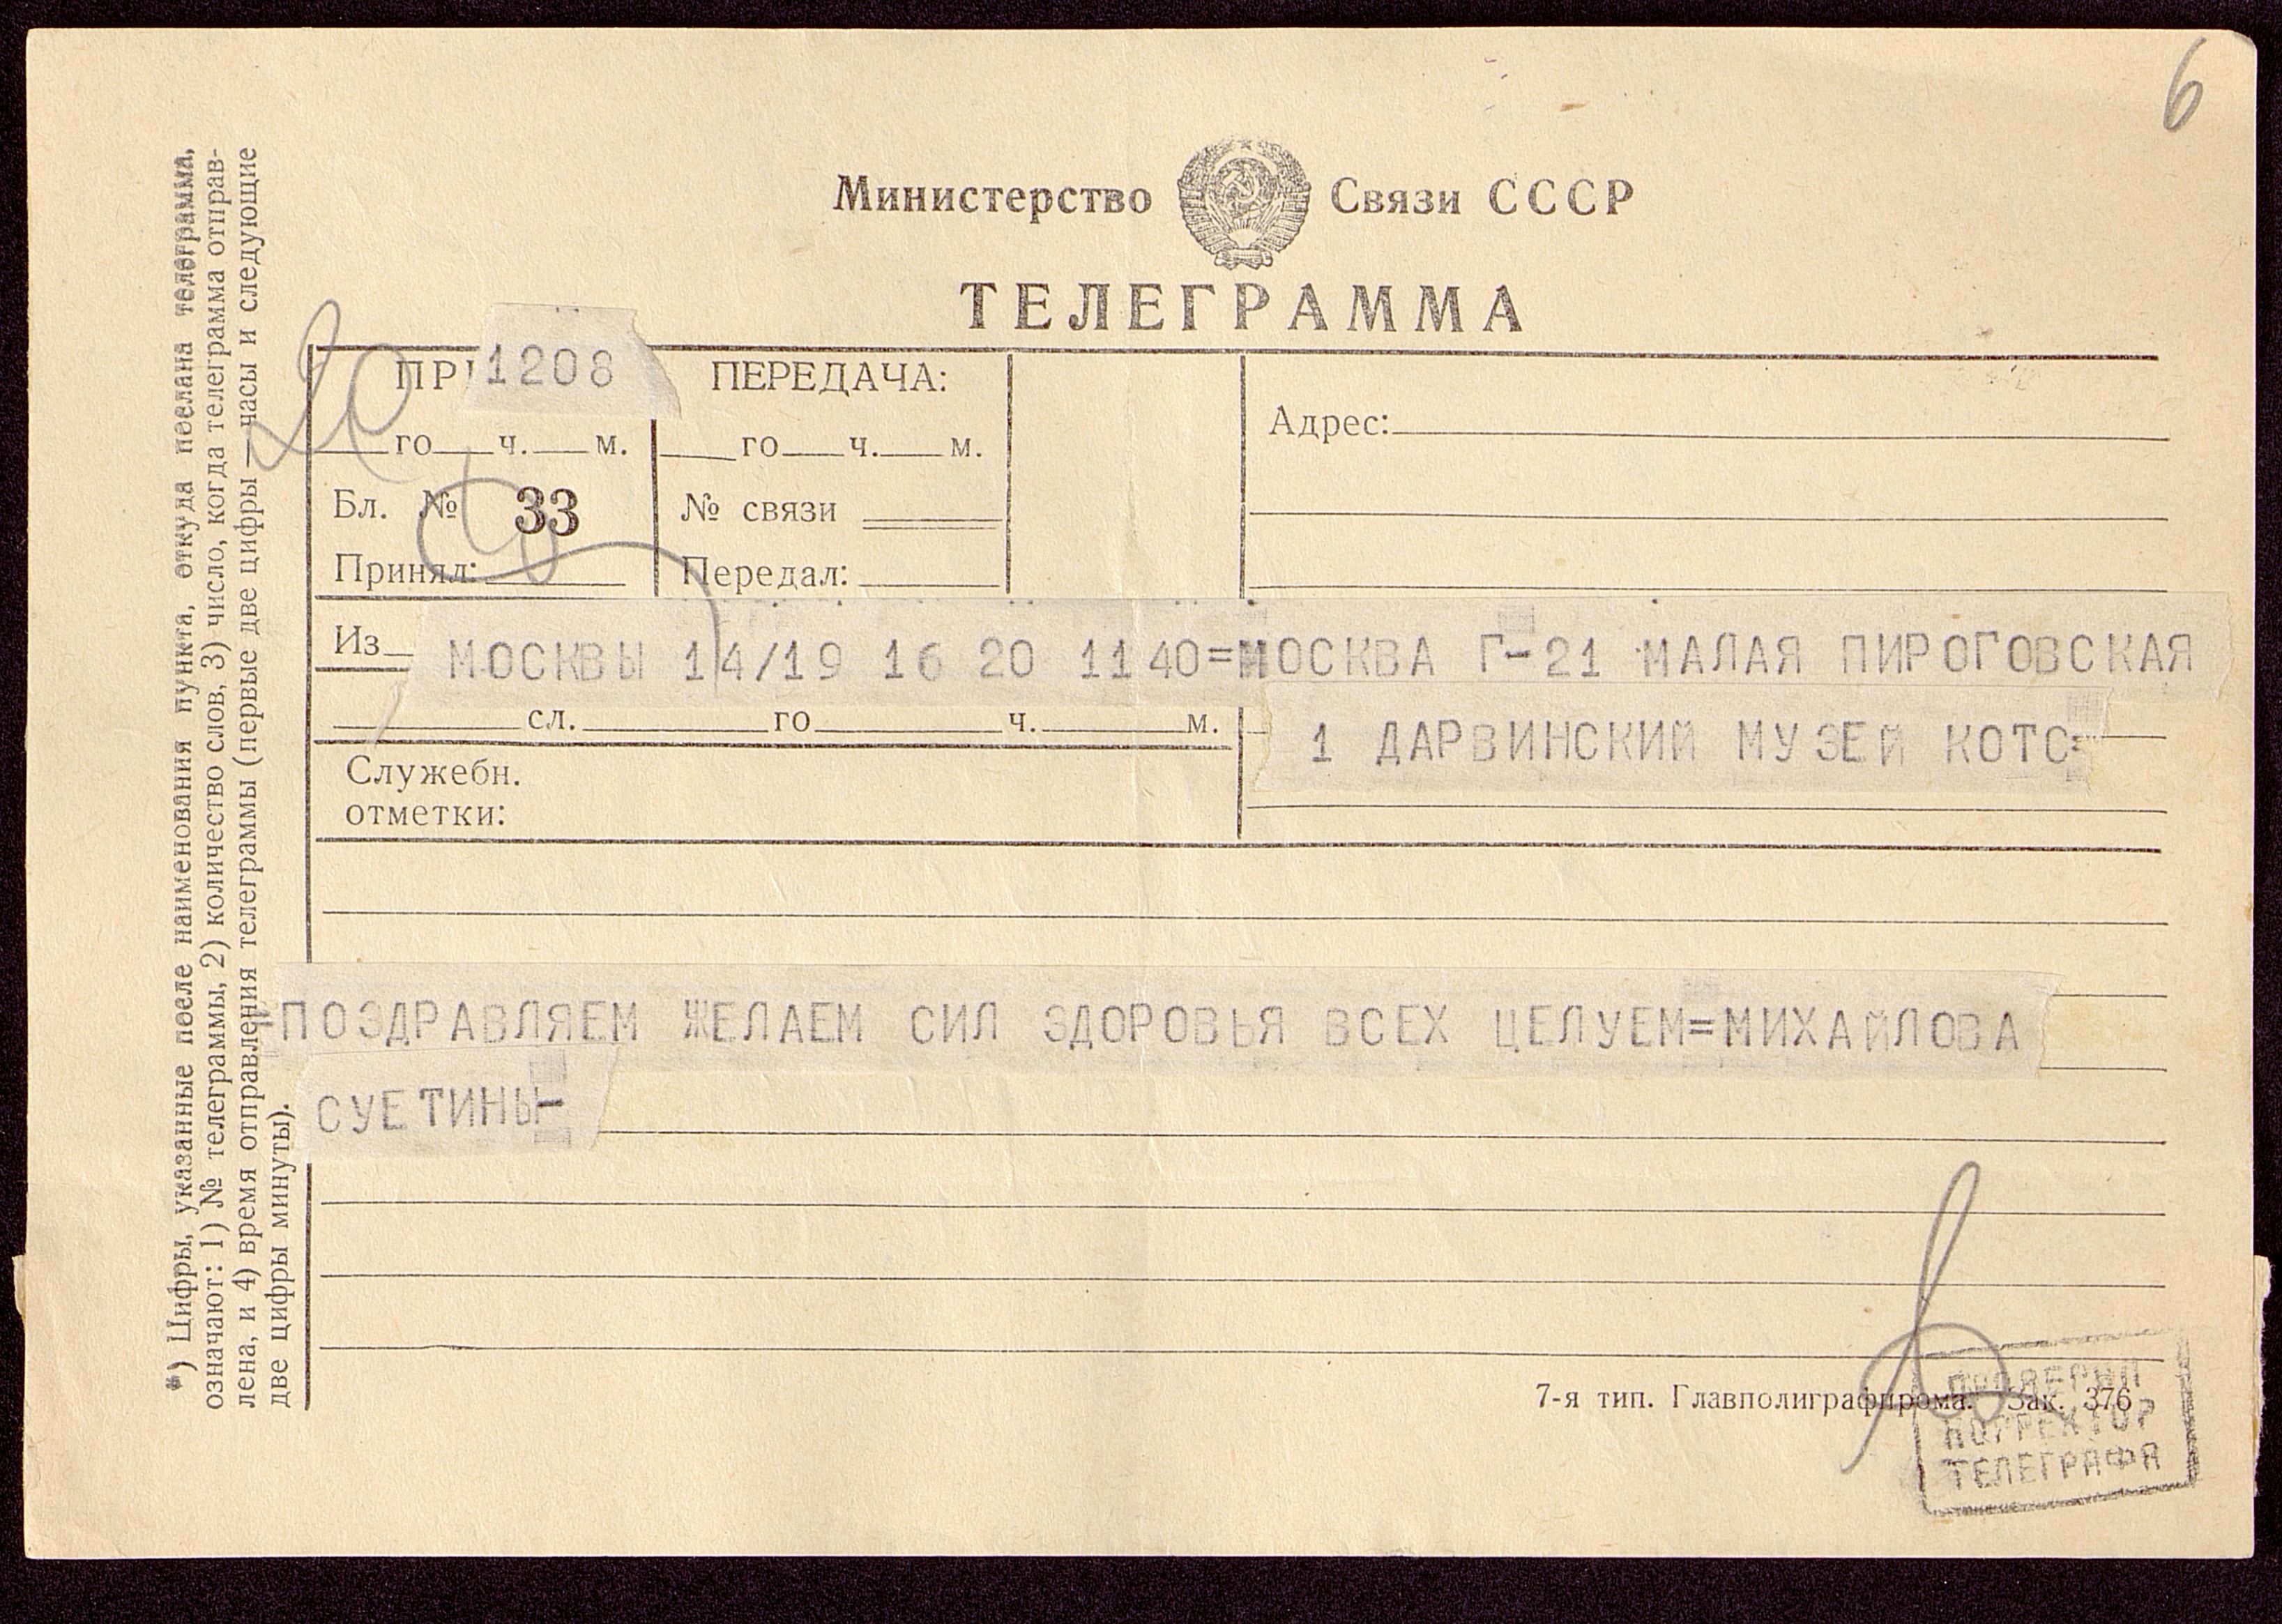 6
Министерство Связи СССР
ТЕЛЕГРАММА
1208
ПЕРЕДАЧА:
го ч. м.
го ч. м.
Адрес:
Бл. № 33
№ связи
Принял:
Передал:
Из МОСКВЫ 14/19 16 20 1140=МОСКВА Г-21 МАЛАЯ ПИРОГОВСКАЯ
сл. го ч. м.
1 ДАРВИНСКИЙ МУЗЕЙ КОТС=
Служебн.
отметки:
=ПОЗДРАВЛЯЕМ ЖЕЛАЕМ СИЛ ЗДОРОВЬЯ ВСЕХ ЦЕЛУЕМ=МИХАЙЛОВА
СУЕТИНЫ-
7-я тип. Главполиграфпрома. Зак. 376
ПРОВЕРИЛ
КОРРЕКТОР
ТЕЛЕГРАФА
*) Цифры, указанные после наименования пункта, откуда послана телеграмма,
означают: 1) № телеграммы, 2) количество слов, 3) число, когда телеграмма отправ-
лена, и 4) время отправления телеграммы (первые две цифры — часы и следующие
две цифры минуты).